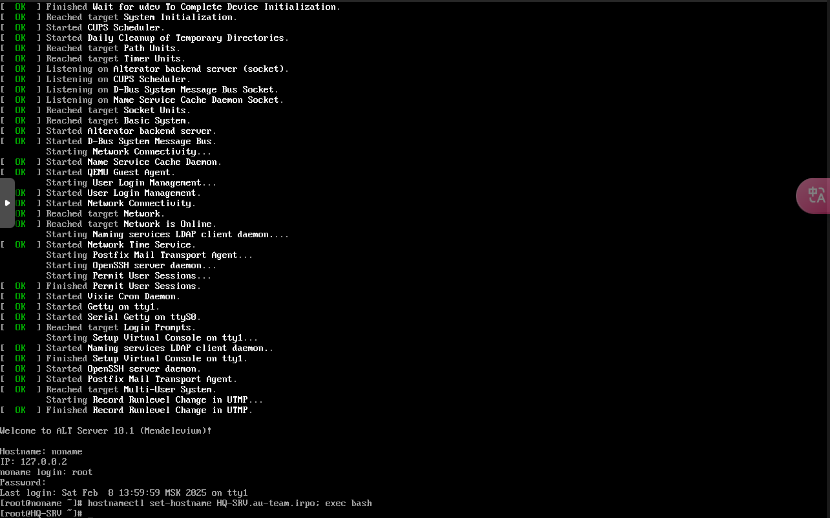 [  OK  ] Finished Wait for udev To Complete Device Initialization.
[  OK  ] Reached target System Initialization.
[  OK  ] Started CUPS Scheduler.
[  OK  ] Started Daily Cleanup of Temporary Directories.
[  OK  ] Reached target Path Units.
[  OK  ] Reached target Timer Units.
[  OK  ] Listening on Alterator backend server (socket).
[  OK  ] Listening on CUPS Scheduler.
[  OK  ] Listening on D-Bus System Message Bus Socket.
[  OK  ] Listening on Name Service Cache Daemon Socket.
[  OK  ] Reached target Socket Units.
[  OK  ] Reached target Basic System.
[  OK  ] Started Alterator backend server.
[  OK  ] Started D-Bus System Message Bus.
         Starting Network Connectivity...
[  OK  ] Started Name Service Cache Daemon.
[  OK  ] Started QEMU Guest Agent.
         Starting User Login Management...
OK  ] Started User Login Management.
OK  ] Started Network Connectivity.
OK  ] Reached target Network.
OK  ] Reached target Network is Online.
         Starting Naming services LDAP client daemon....
[  OK  ] Started Network Time Service.
         Starting Postfix Mail Transport Agent...
         Starting OpenSSH server daemon...
         Starting Permit User Sessions...
[  OK  ] Finished Permit User Sessions.
[  OK  ] Started Vixie Cron Daemon.
[  OK  ] Started Getty on tty1.
[  OK  ] Started Serial Getty on ttyS0.
[  OK  ] Reached target Login Prompts.
         Starting Setup Virtual Console on tty1...
[  OK  ] Started Naming services LDAP client daemon..
[  OK  ] Finished Setup Virtual Console on tty1.
[  OK  ] Started OpenSSH server daemon.
[  OK  ] Started Postfix Mail Transport Agent.
[  OK  ] Reached target Multi-User System.
         Starting Record Runlevel Change in UTMP...
[  OK  ] Finished Record Runlevel Change in UTMP.
Welcome to ALT Server 10.1 (Mendelevium)!
Hostname: noname
IP: 127.0.0.2
noname login: root
Password:
Last login: Sat Feb  8 13:59:59 MSK 2025 on tty1
[root@noname ~]# hostnamectl set-hostname HQ-SRV.au-team.irpo; exec bash
[root@HQ-SRV ~]# _
中A